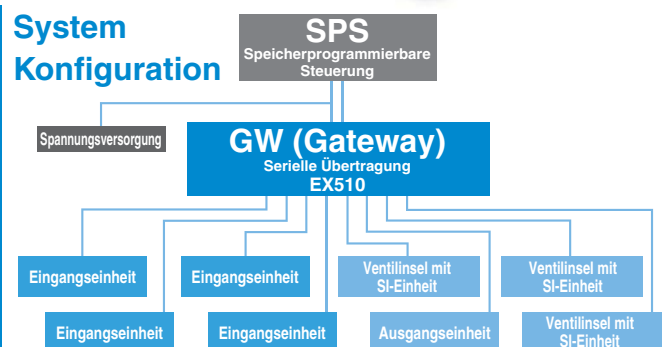 System
Konfiguration
SPS
Speicherprogrammierbare
Steuerung
Spannungsversorgung
GW (Gateway)
Serielle Übertragung
EX510
Eingangseinheit
Eingangseinheit
Ventilinsel mit
SI-Einheit
Ventilinsel mit
SI-Einheit
Eingangseinheit
Eingangseinheit
Ausgangseinheit
Ventilinsel mit
SI-Einheit